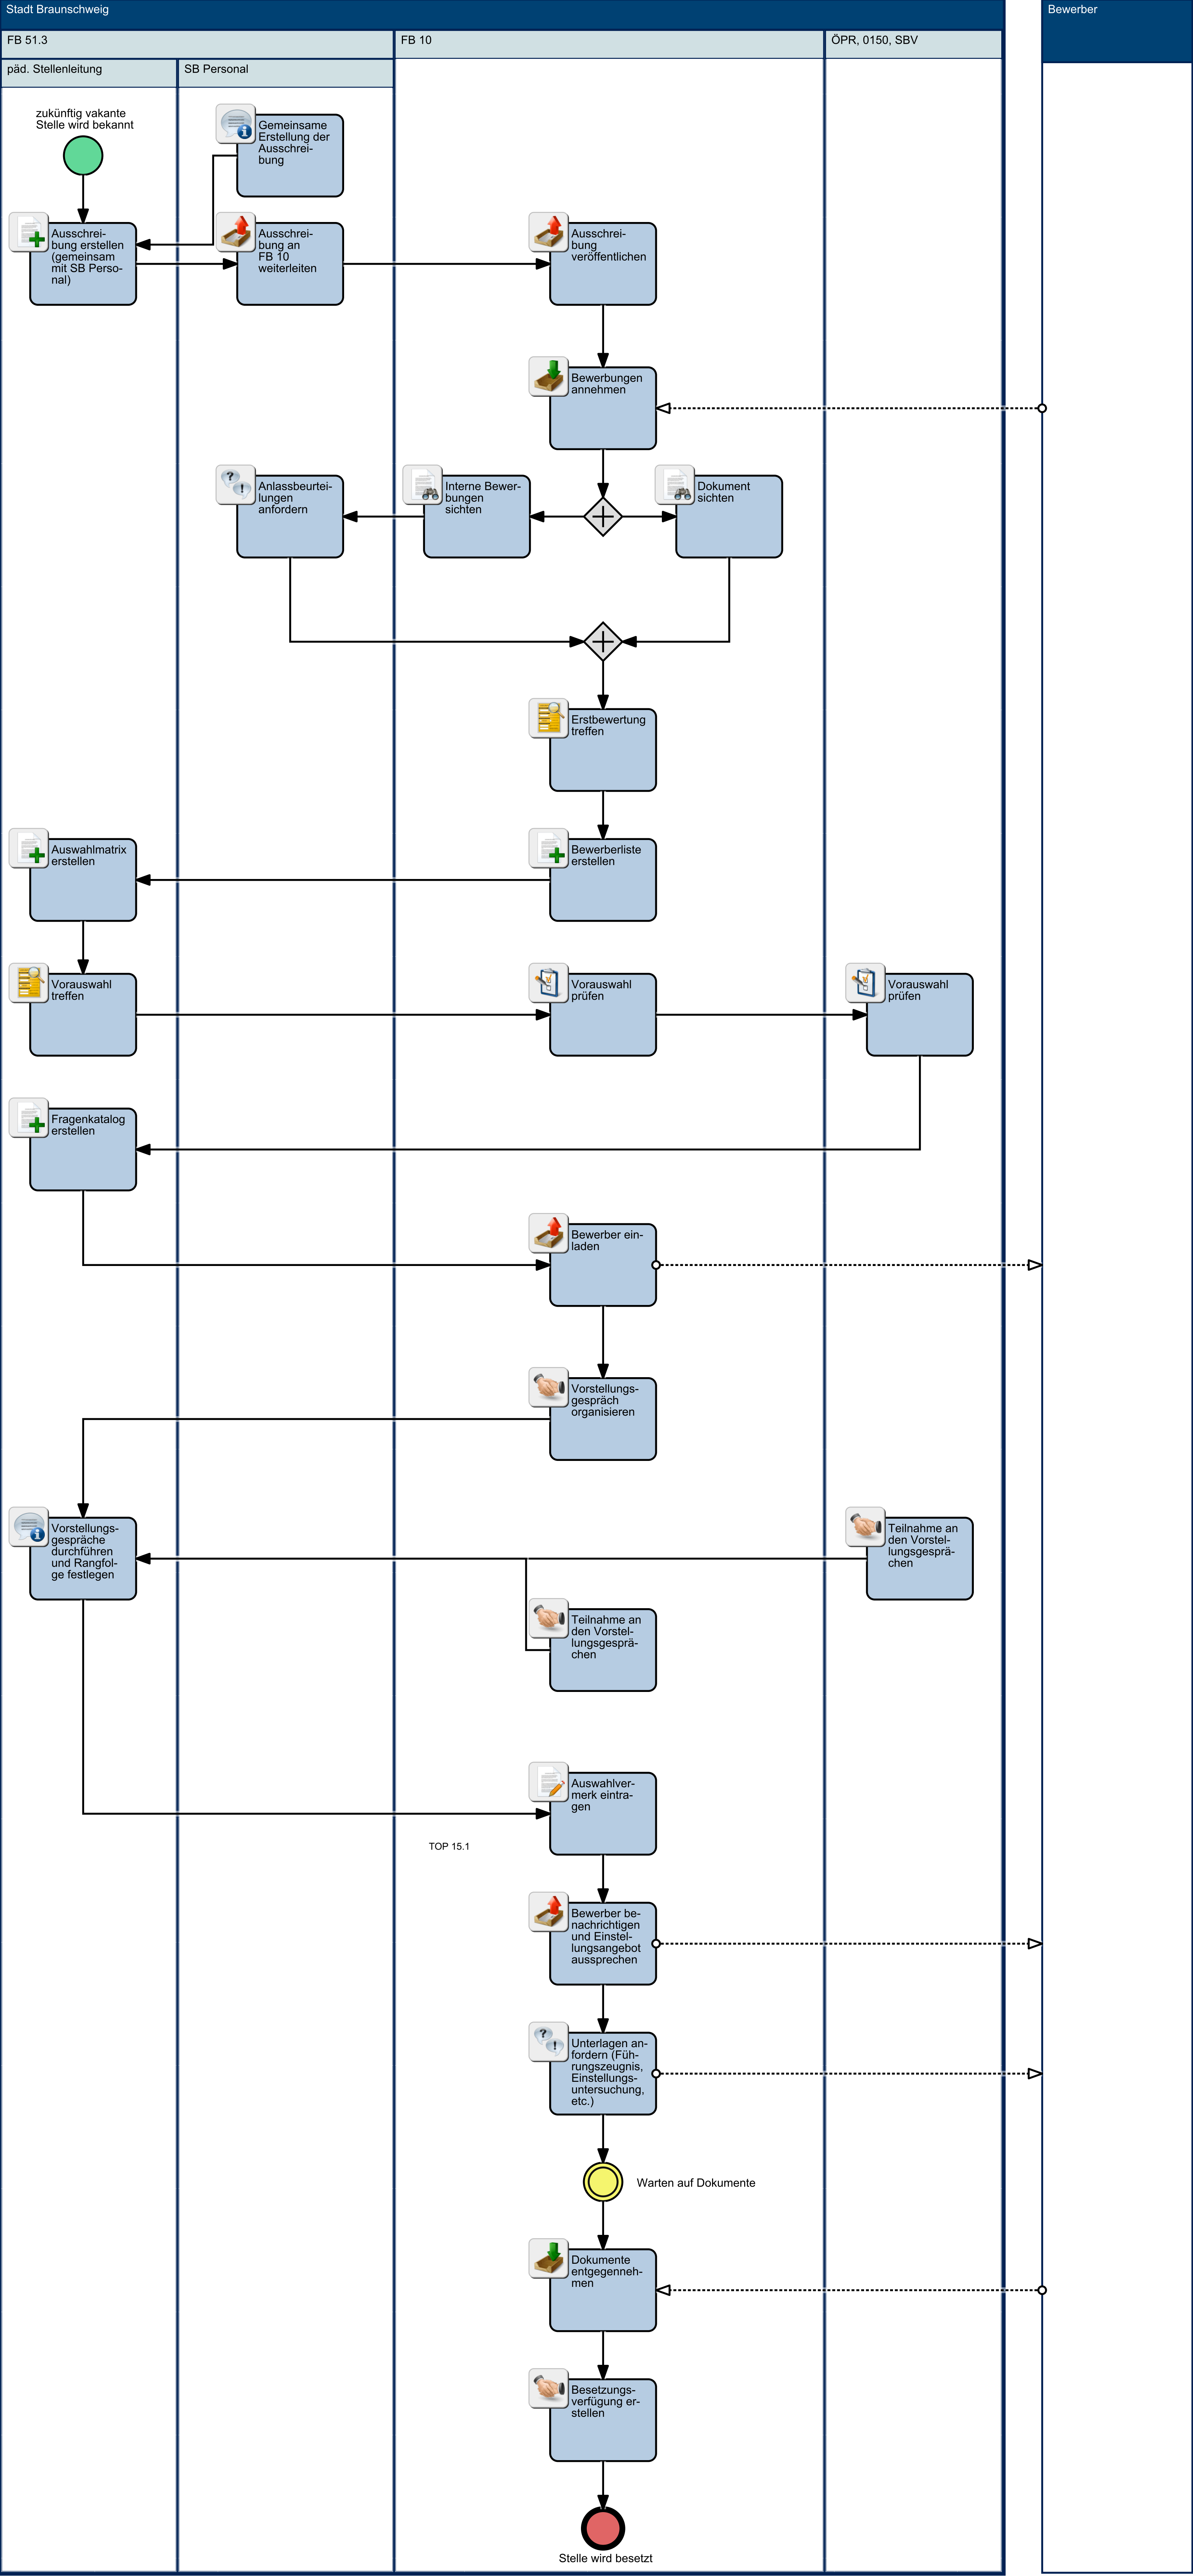 Stadt Braunschweig
Bewerber
FB 51.3
FB 10
ÖPR, 0150, SBV
päd. Stellenleitung
SB Personal
zukünftig vakante
Stelle wird bekannt
Gemeinsame
Erstellung der
Ausschrei-
bung
Ausschrei-
bung erstellen
(gemeinsam
mit SB Perso-
nal)
Ausschrei-
bung an
FB 10
weiterleiten
Ausschrei-
bung
veröffentlichen
Bewerbungen
annehmen
Anlassbeurtei-
lungen
anfordern
Interne Bewer-
bungen
sichten
Dokument
sichten
Erstbewertung
treffen
Auswahlmatrix
erstellen
Bewerberliste
erstellen
Vorauswahl
treffen
Vorauswahl
prüfen
Vorauswahl
prüfen
Fragenkatalog
erstellen
Bewerber ein-
laden
Vorstellungs-
gespräch
organisieren
Vorstellungs-
gespräche
durchführen
und Rangfol-
ge festlegen
Teilnahme an
den Vorstel-
lungsgesprä-
chen
Teilnahme an
den Vorstel-
lungsgesprä-
chen
Auswahlver-
merk eintra-
gen
TOP 15.1
Bewerber be-
nachrichtigen
und Einstel-
lungsangebot
aussprechen
Unterlagen an-
fordern (Füh-
rungszeugnis,
Einstellungs-
untersuchung,
etc.)
Warten auf Dokumente
Dokumente
entgegenneh-
men
Besetzungs-
verfügung er-
stellen
Stelle wird besetzt